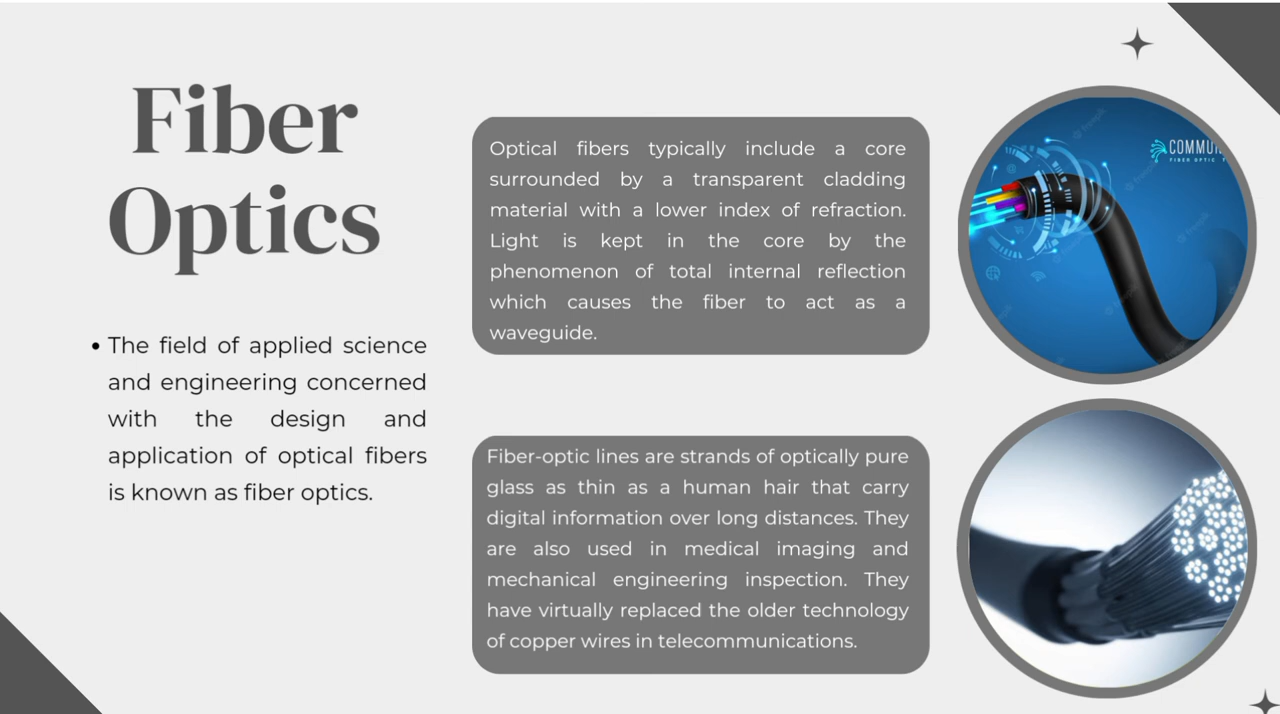 Fiber
Optics
• The field of applied science
and engineering concerned
with the design and
application of optical fibers
is known as fiber optics.
Optical fibers typically include a core
surrounded by a transparent cladding
material with a lower index of refraction.
Light is kept in the core by the
phenomenon of total internal reflection
which causes the fiber to act as a
waveguide.
Fiber-optic lines are strands of optically pure
glass as thin as a human hair that carry
digital information over long distances. They
are also used in medical imaging and
mechanical engineering inspection. They
have virtually replaced the older technology
of copper wires in telecommunications.
FIBER OPTIC